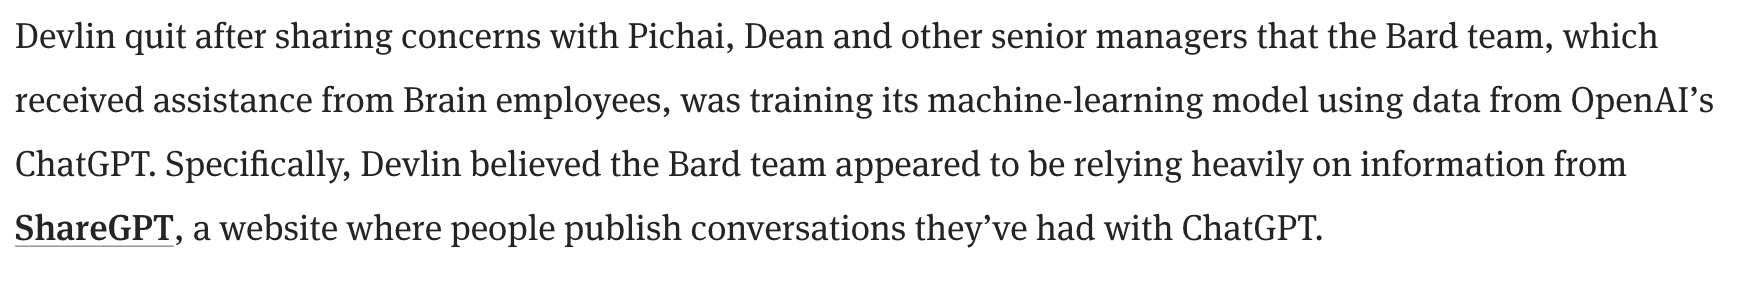 Devlin quit after sharing concerns with Pichai, Dean and other senior managers that the Bard team, which
received assistance from Brain employees, was training its machine-learning model using data from OpenAI’s
ChatGPT. Specifically, Devlin believed the Bard team appeared to be relying heavily on information from
ShareGPT, a website where people publish conversations they’ve had with ChatGPT.